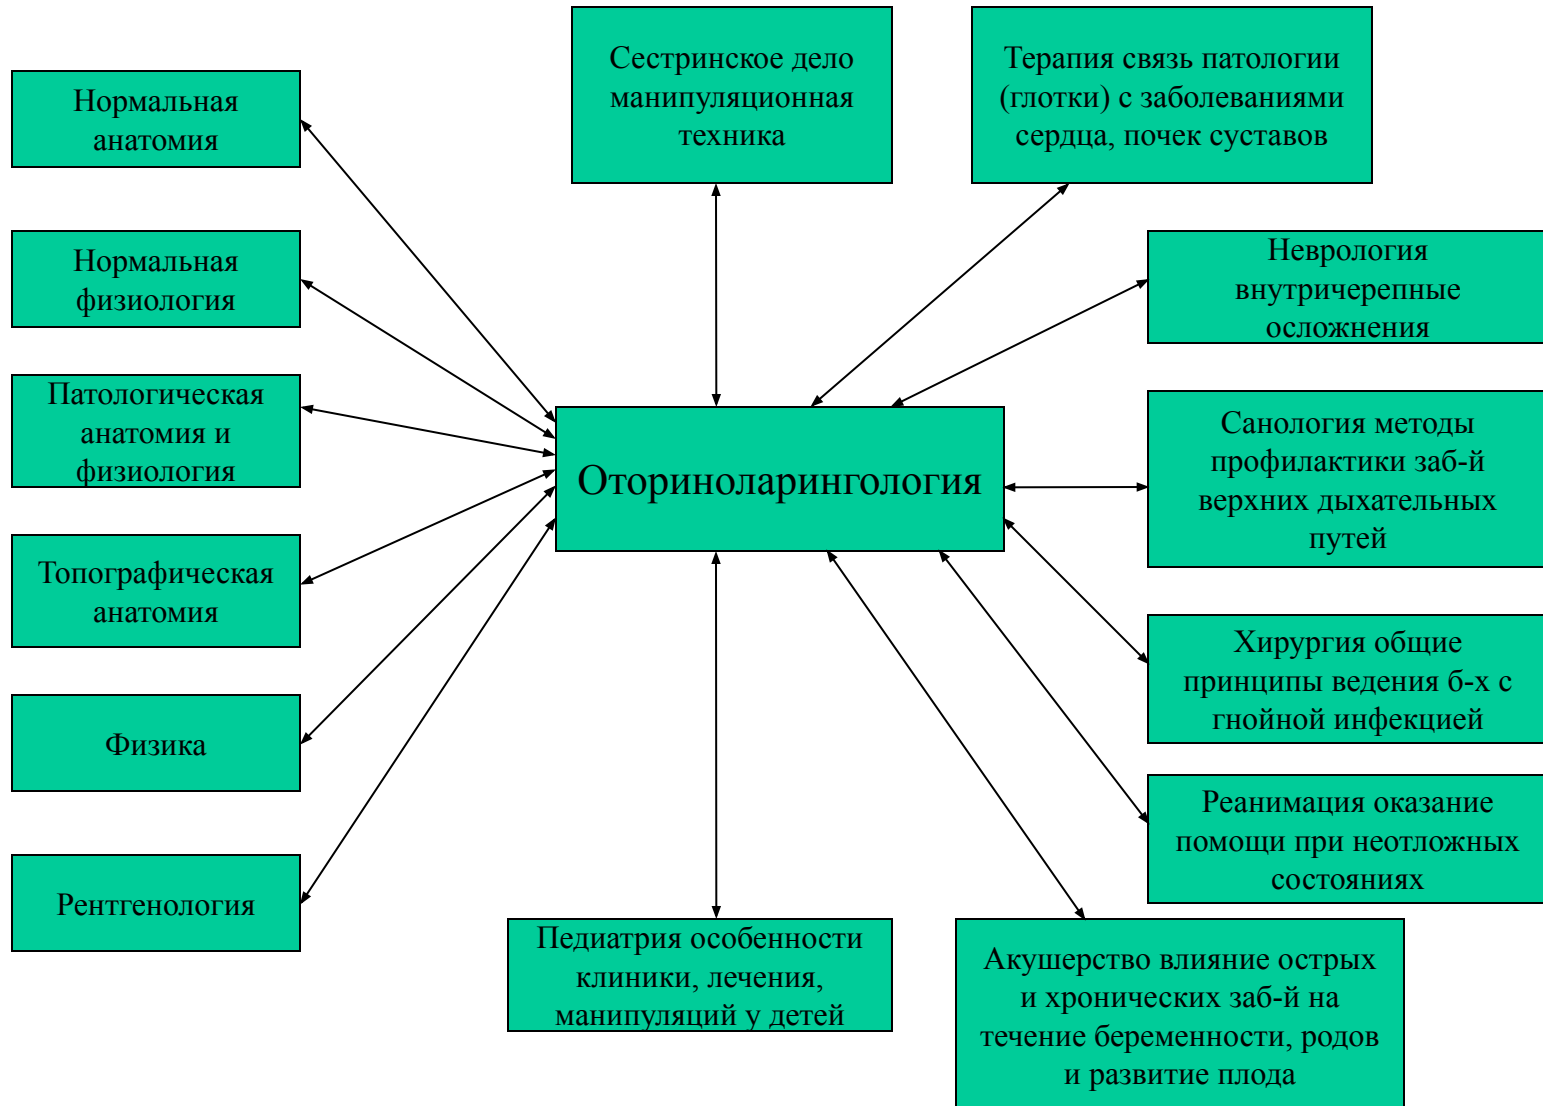 Сестринское дело
манипуляционная
техника
Терапия связь патологии
(глотки) с заболеваниями
сердца, почек суставов
Нормальная
анатомия
Нормальная
физиология
Неврология
внутричерепные
осложнения
Патологическая
анатомия и
физиология
Санология методы
профилактики заб-й
верхних дыхательных
путей
Оториноларингология
Топографическая
анатомия
Хирургия общие
принципы ведения б-х с
гнойной инфекцией
Физика
Реанимация оказание
помощи при неотложных
состояниях
Рентгенология
Педиатрия особенности
клиники, лечения,
манипуляций у детей
Акушерство влияние острых
и хронических заб-й на
течение беременности, родов
и развитие плода